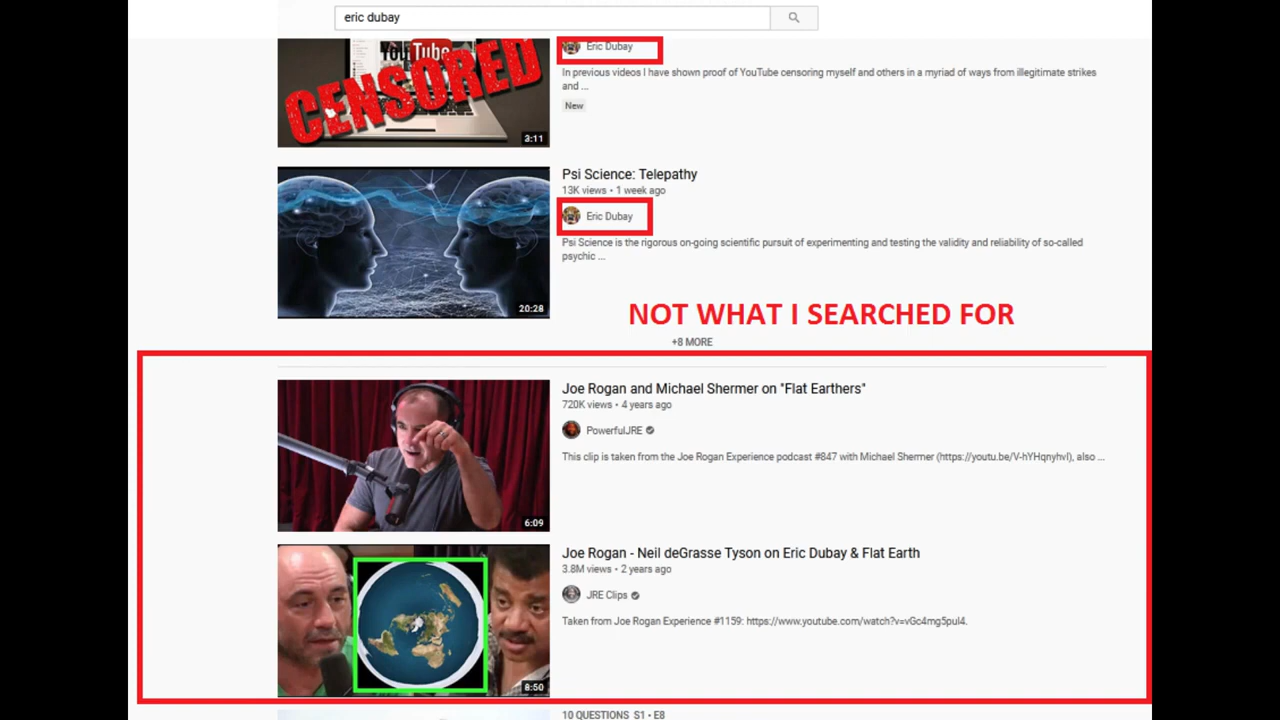 eric dubay
YouTube
CENSORED
3:11
Eric Dubay
In previous videos I have shown proof of YouTube censoring myself and others in a myriad of ways from illegitimate strikes
and ...
New
Psi Science: Telepathy
13K views • 1 week ago
Eric Dubay
Psi Science is the rigorous on-going scientific pursuit of experimenting and testing the validity and reliability of so-called
psychic ...
20:28
NOT WHAT I SEARCHED FOR
+8 MORE
Joe Rogan and Michael Shermer on "Flat Earthers"
720K views • 4 years ago
PowerfulJRE
This clip is taken from the Joe Rogan Experience podcast #847 with Michael Shermer (https://youtu.be/V-hYHqnyhvI), also ...
6:09
Joe Rogan - Neil deGrasse Tyson on Eric Dubay & Flat Earth
3.8M views • 2 years ago
JRE Clips
Taken from Joe Rogan Experience #1159: https://www.youtube.com/watch?v=vGc4mg5pul4.
8:50
10 QUESTIONS S1 • E8